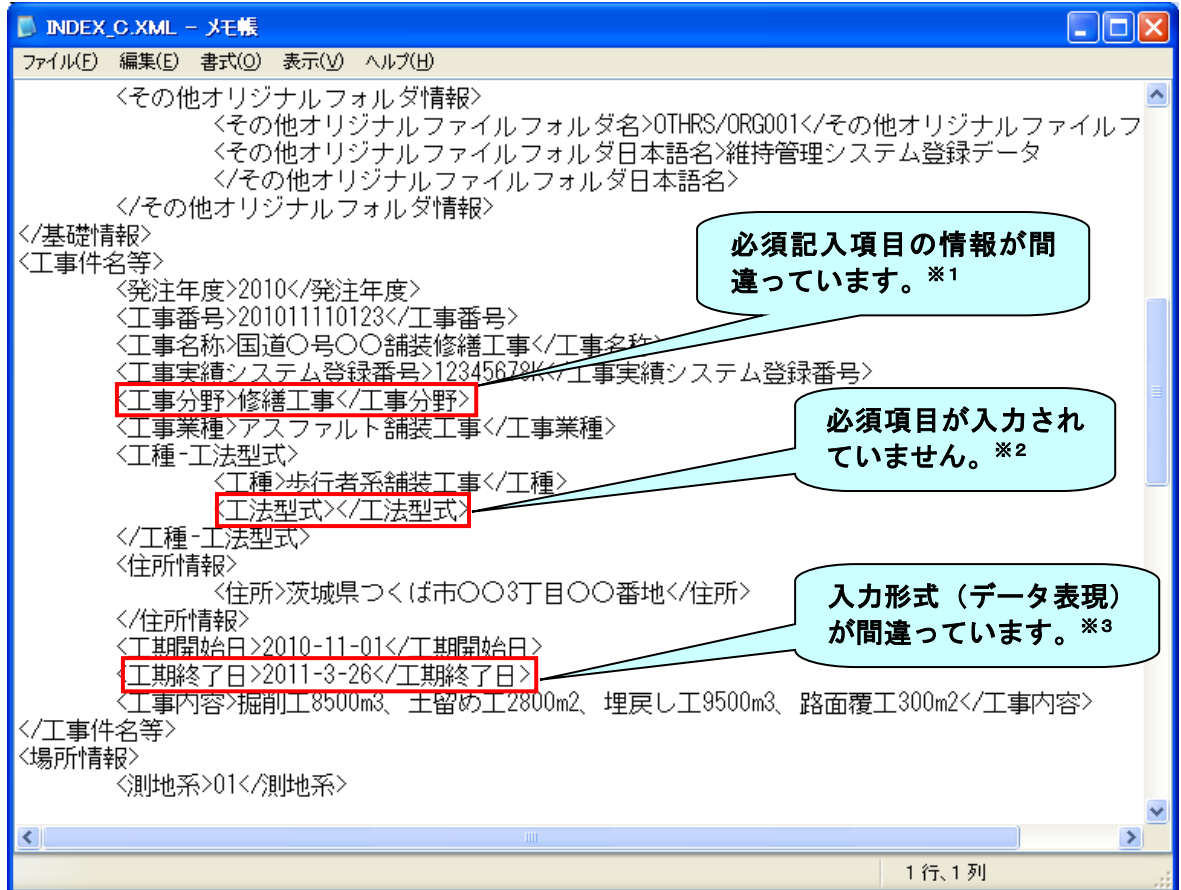 INDEX_C.XML - メモ帳
ファイル(F) 編集(E) 書式(O) 表示(V) ヘルプ(H)
<その他オリジナルフォルダ情報>
<その他オリジナルファイルフォルダ名>OTHRS/ORG001</その他オリジナルファイルフ
<その他オリジナルファイルフォルダ日本語名>維持管理システム登録データ
</その他オリジナルファイルフォルダ日本語名>
</その他オリジナルフォルダ情報>
</基礎情報>
<工事件名等>
<発注年度>2010</発注年度>
<工事番号>201011110123</工事番号>
<工事名称>国道○号○○舗装修繕工事</工事名称>
<工事実績システム登録番号>12345678K</工事実績システム登録番号>
<工事分野>修繕工事</工事分野>
<工事業種>アスファルト舗装工事</工事業種>
<工種-工法型式>
<工種>歩行者系舗装工事</工種>
<工法型式></工法型式>
</工種-工法型式>
<住所情報>
<住所>茨城県つくば市○○3丁目○○番地</住所>
</住所情報>
<工期開始日>2010-11-01</工期開始日>
<工期終了日>2011-3-26</工期終了日>
<工事内容>掘削工8500m3、土留め工2800m2、埋戻し工9500m3、路面覆工300m2</工事内容>
</工事件名等>
<場所情報>
<測地系>01</測地系>
必須記入項目の情報が間
違っています。※1
必須項目が入力され
ていません。※2
入力形式（データ表現）
が間違っています。※3
1行、1列